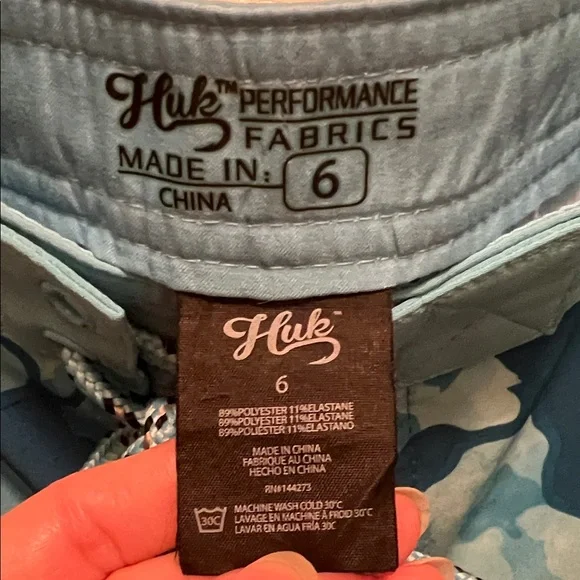 Huk™ PERFORMANCE
FABRICS
MADE IN: 6
CHINA
Huk™
6
89%POLYESTER 11%ELASTANE
89%POLYESTER 11%ELASTANE
89%POLIÉSTER 11%ELASTANO
MADE IN CHINA
FABRIQUE AU CHINA
HECHO EN CHINA
RN#144273
MACHINE WASH COLD 30°C
30C LAVAGE EN MACHINE À FROID 30°C
LAVAR EN AGUA FRÍA 30C